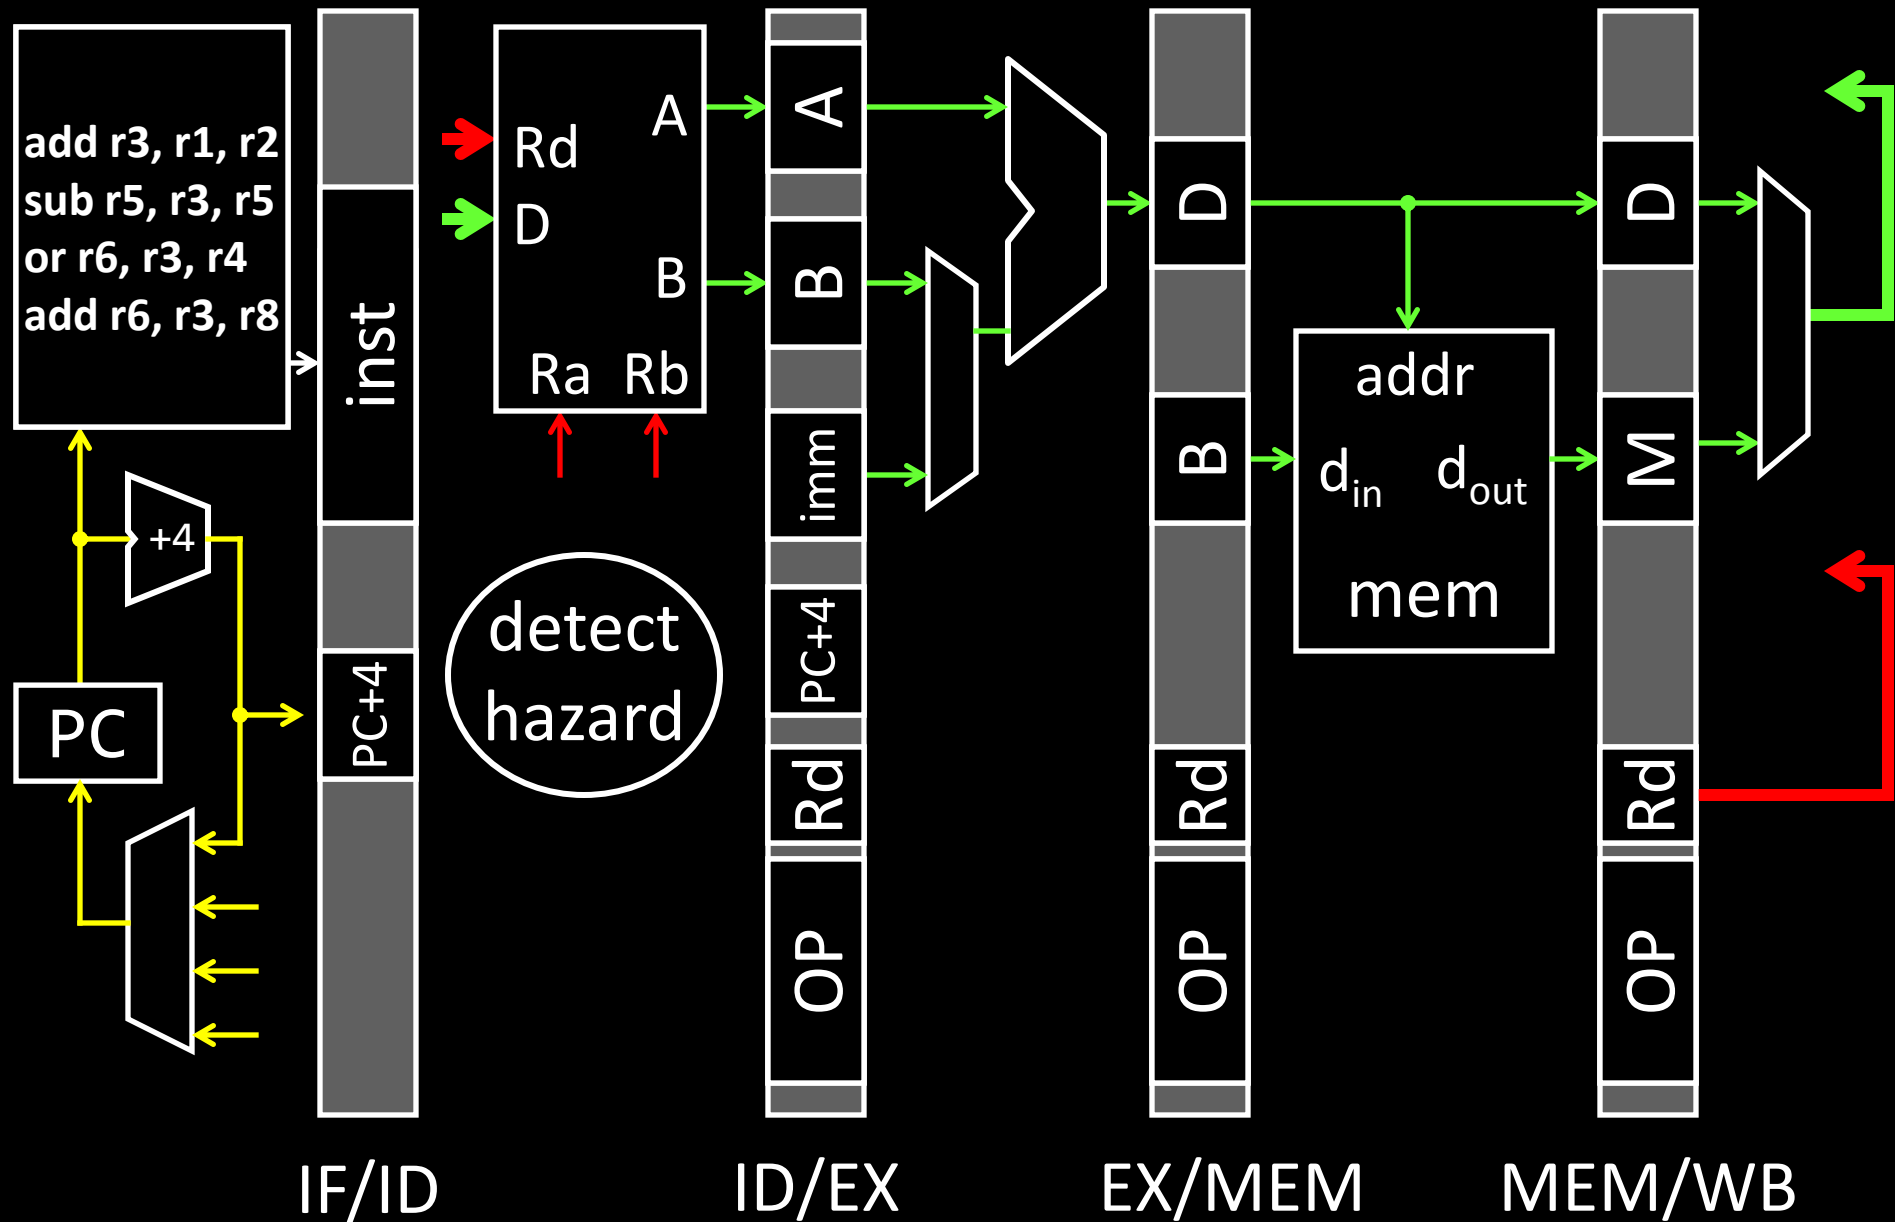 add r3, r1, r2
sub r5, r3, r5
or r6, r3, r4
add r6, r3, r8
+4
PC
inst
PC+4
Rd
D
A
B
Ra Rb
detect
hazard
A
B
imm
PC+4
Rd
OP
D
B
Rd
OP
addr
din dout
mem
D
M
Rd
OP
IF/ID
ID/EX
EX/MEM
MEM/WB